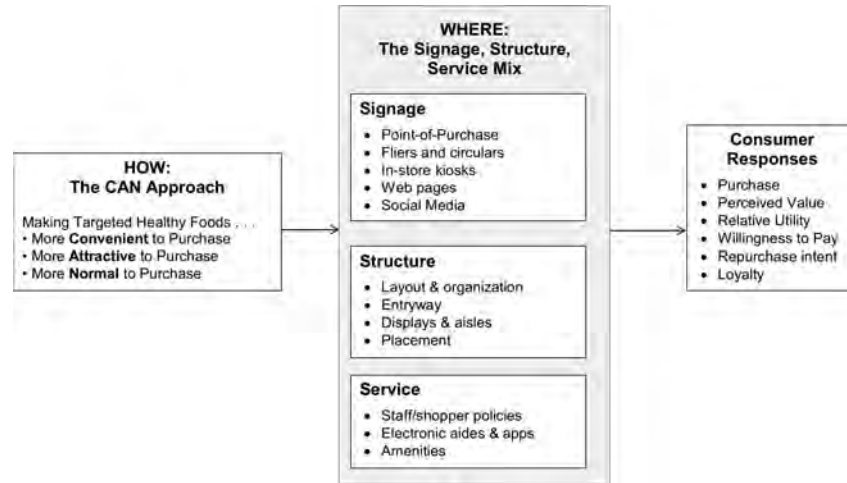 HOW:
The CAN Approach
Making Targeted Healthy Foods . . .
• More Convenient to Purchase
• More Attractive to Purchase
• More Normal to Purchase
WHERE:
The Signage, Structure,
Service Mix
Signage
• Point-of-Purchase
• Fliers and circulars
• In-store kiosks
• Web pages
• Social Media
Structure
• Layout & organization
• Entryway
• Displays & aisles
• Placement
Service
• Staff/shopper policies
• Electronic aides & apps
• Amenities
Consumer
Responses
• Purchase
• Perceived Value
• Relative Utility
• Willingness to Pay
• Repurchase intent
• Loyalty